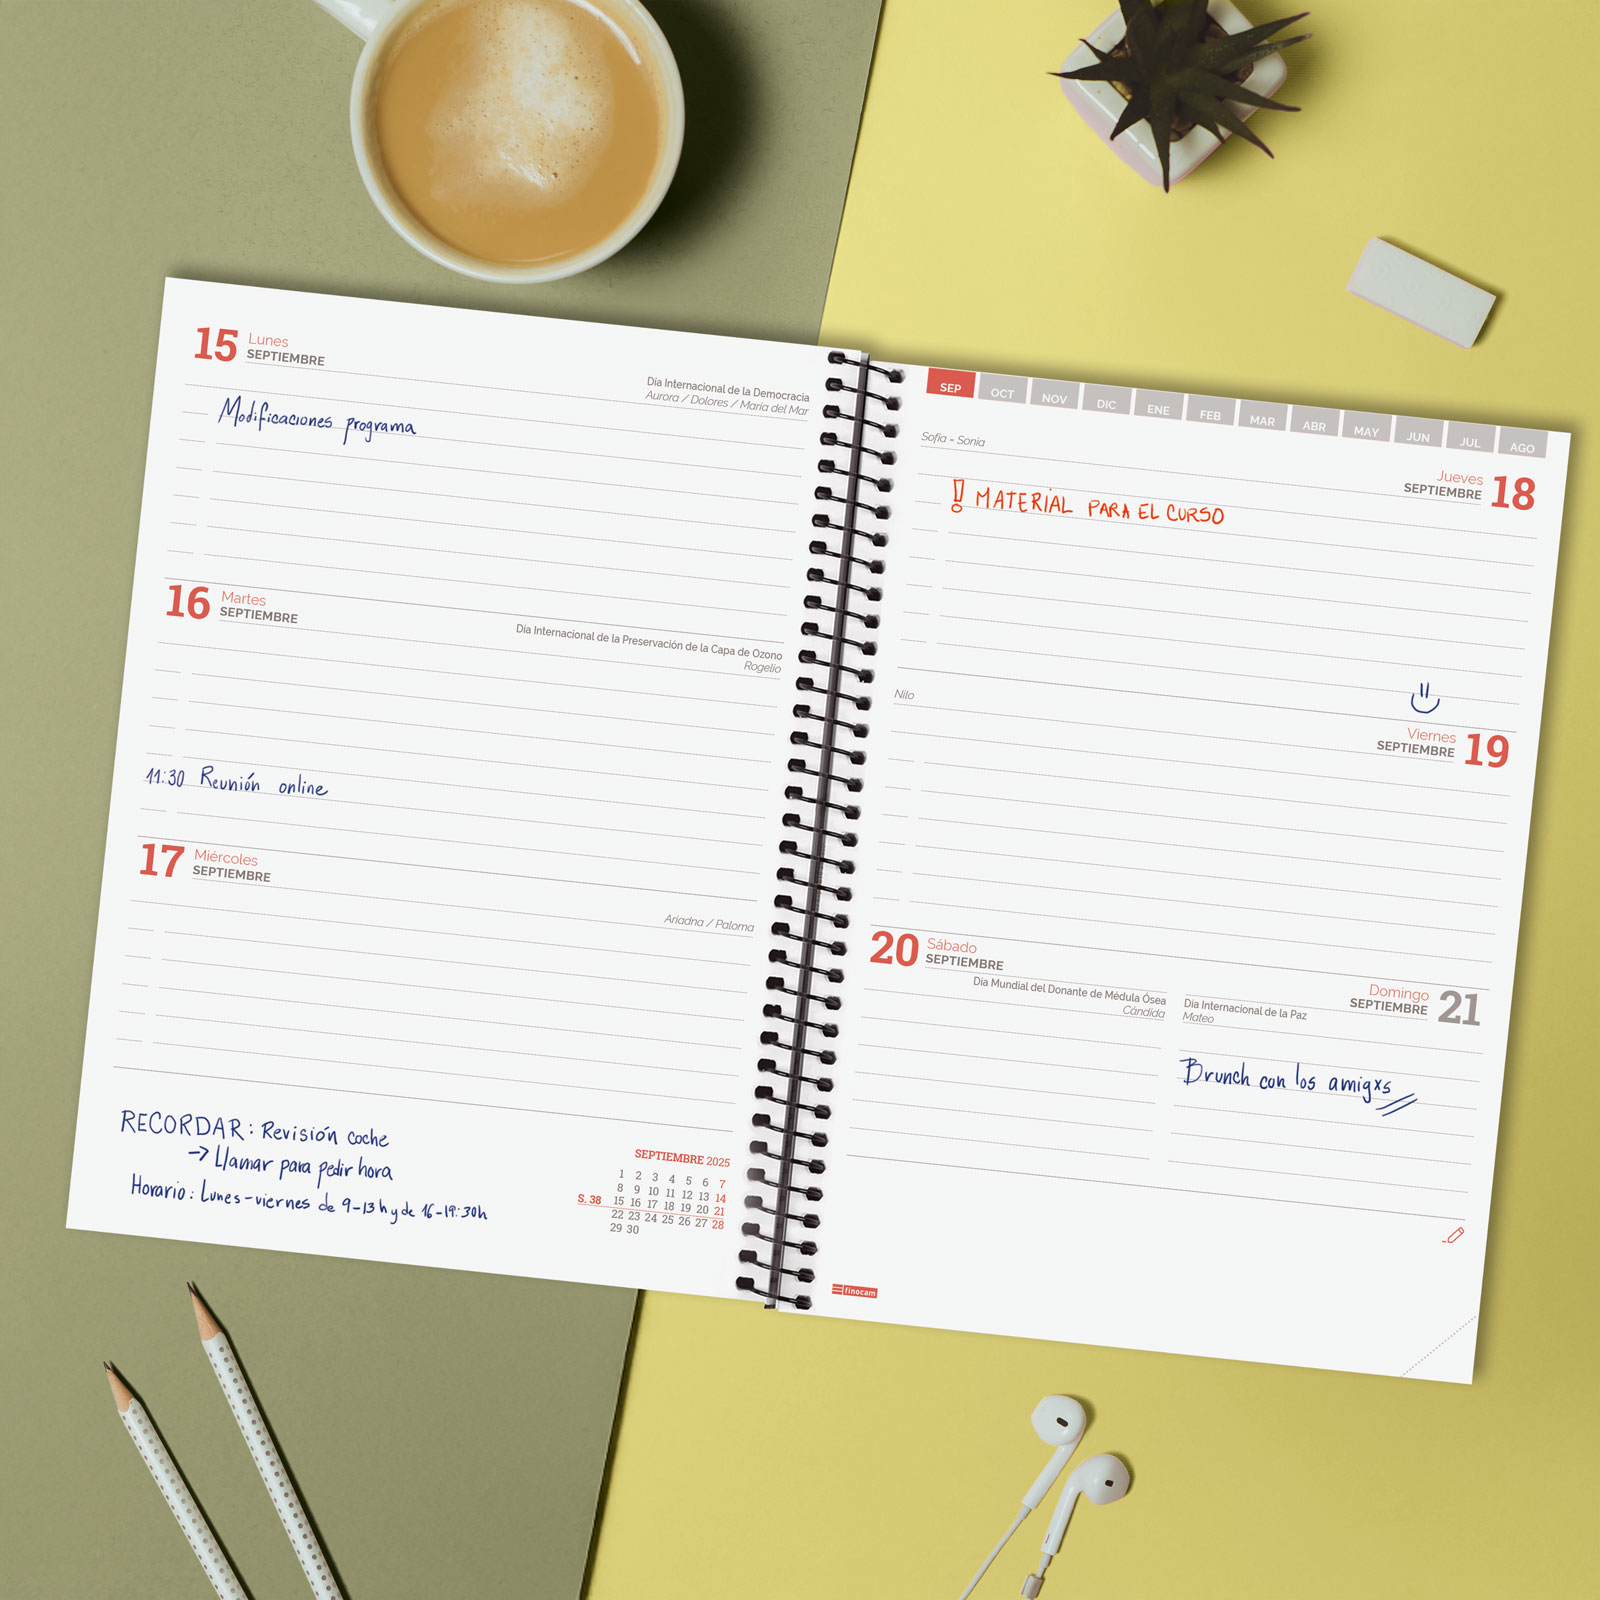 15 Lunes
SEPTIEMBRE
Día Internacional de la Democracia
Aurora / Dolores / María del Mar
Modificaciones programa
16 Martes
SEPTIEMBRE
Día Internacional de la Preservación de la Capa de Ozono
Rogelio
11:30 Reunión online
17 Miércoles
SEPTIEMBRE
Ariadna / Paloma
RECORDAR: Revisión coche
→ Llamar para pedir hora
Horario: Lunes-viernes de 9-13h y de 16-19:30h
SEPTIEMBRE 2025
1 2 3 4 5 6 7
8 9 10 11 12 13 14
S. 38 15 16 17 18 19 20 21
22 23 24 25 26 27 28
29 30
SEP OCT NOV DIC ENE FEB MAR ABR MAY JUN JUL AGO
Sofía - Sonia
Jueves 18
SEPTIEMBRE
! MATERIAL PARA EL CURSO
Nilo
Viernes 19
SEPTIEMBRE
20 Sábado
SEPTIEMBRE
Día Mundial del Donante de Médula Ósea
Cándida
Domingo 21
SEPTIEMBRE
Día Internacional de la Paz
Mateo
Brunch con los amigxs
finocam